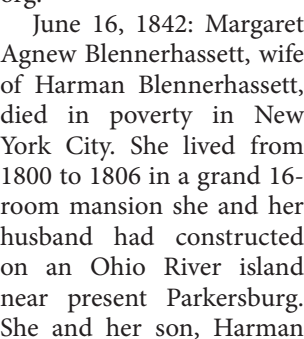 org.
June 16, 1842: Margaret
Agnew Blennerhassett, wife
of Harman Blennerhassett,
died in poverty in New
York City. She lived from
1800 to 1806 in a grand 16-
room mansion she and her
husband had constructed
on an Ohio River island
near present Parkersburg.
She and her son, Harman